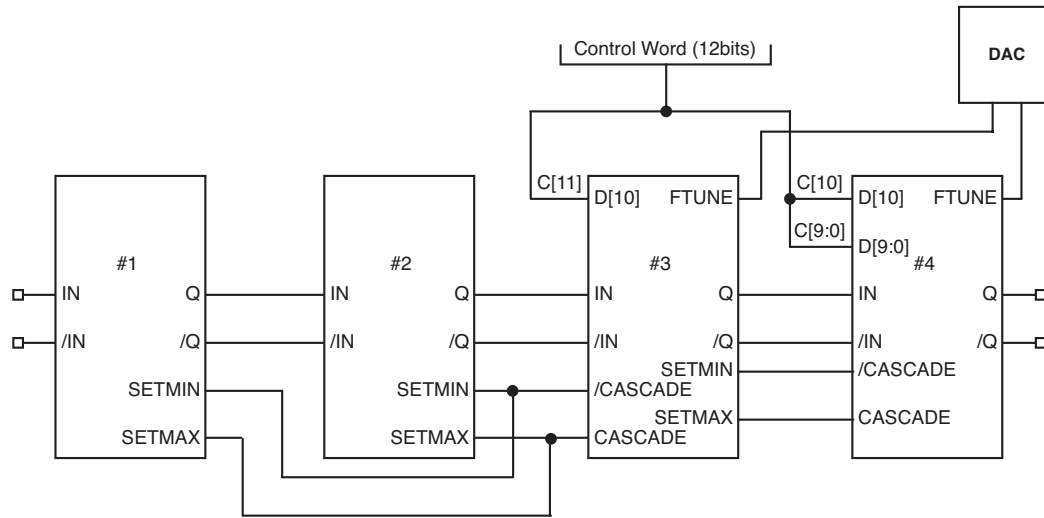 Control Word (12bits)
DAC
C[11]
D[10] FTUNE
C[10]
D[10] FTUNE
C[9:0]
D[9:0]
#1
#2
#3
#4
IN Q IN Q IN Q IN Q
/IN /Q /IN /Q /IN /Q /IN /Q
SETMIN /CASCADE
SETMIN SETMIN /CASCADE
SETMAX CASCADE
SETMAX SETMAX CASCADE